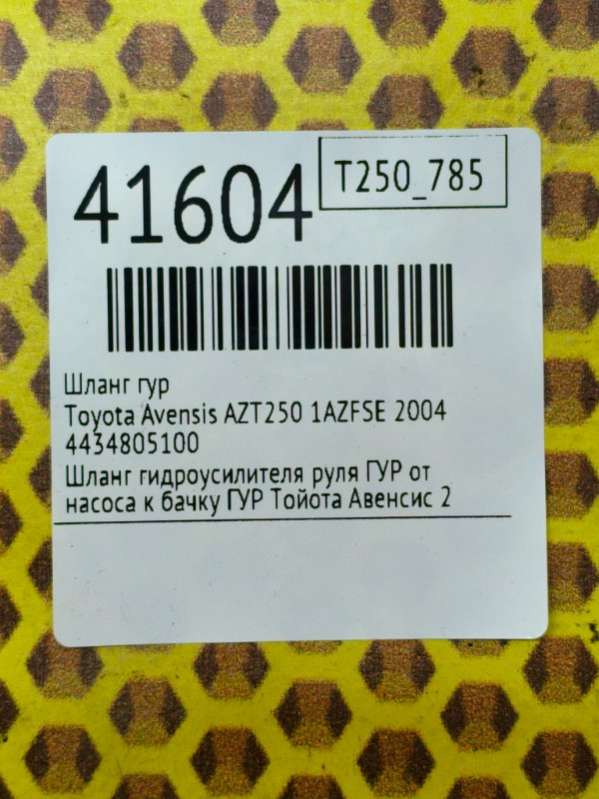 41604
T250_785
Шланг гур
Toyota Avensis AZT250 1AZFSE 2004
4434805100
Шланг гидроусилителя руля ГУР от
насоса к бачку ГУР Тойота Авенсис 2